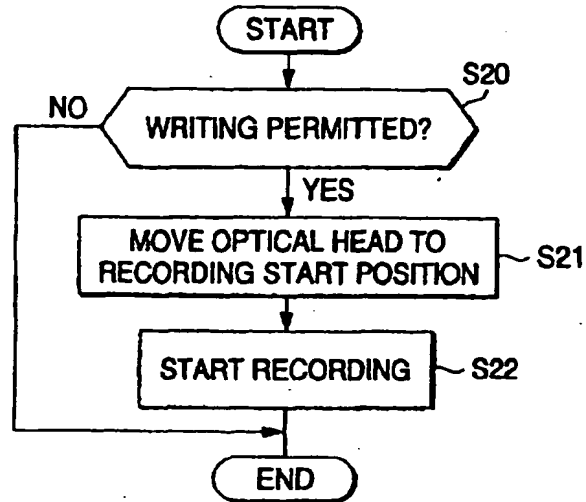 START
S20
NO
WRITING PERMITTED?
YES
MOVE OPTICAL HEAD TO
RECORDING START POSITION
S21
START RECORDING
S22
END